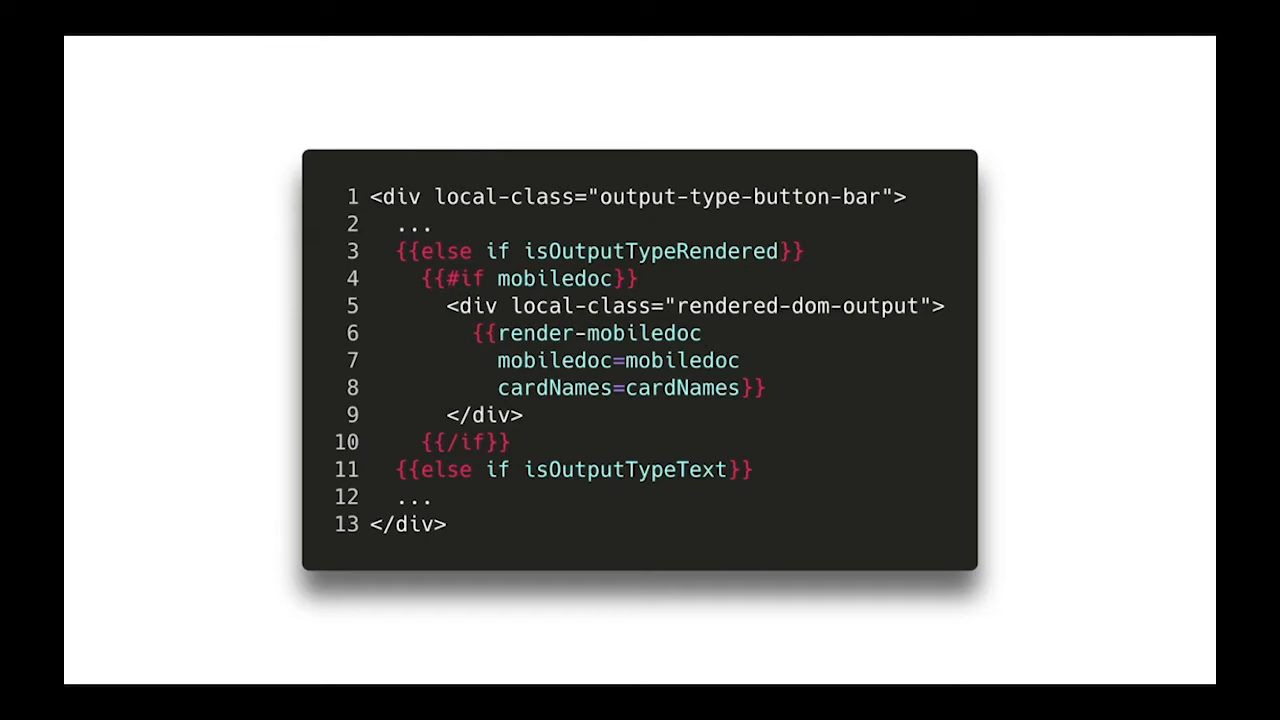 1 <div local-class="output-type-button-bar">
2   ...
3   {{else if isOutputTypeRendered}}
4     {{#if mobiledoc}}
5       <div local-class="rendered-dom-output">
6         {{render-mobiledoc
7           mobiledoc=mobiledoc
8           cardNames=cardNames}}
9       </div>
10     {{/if}}
11   {{else if isOutputTypeText}}
12   ...
13 </div>